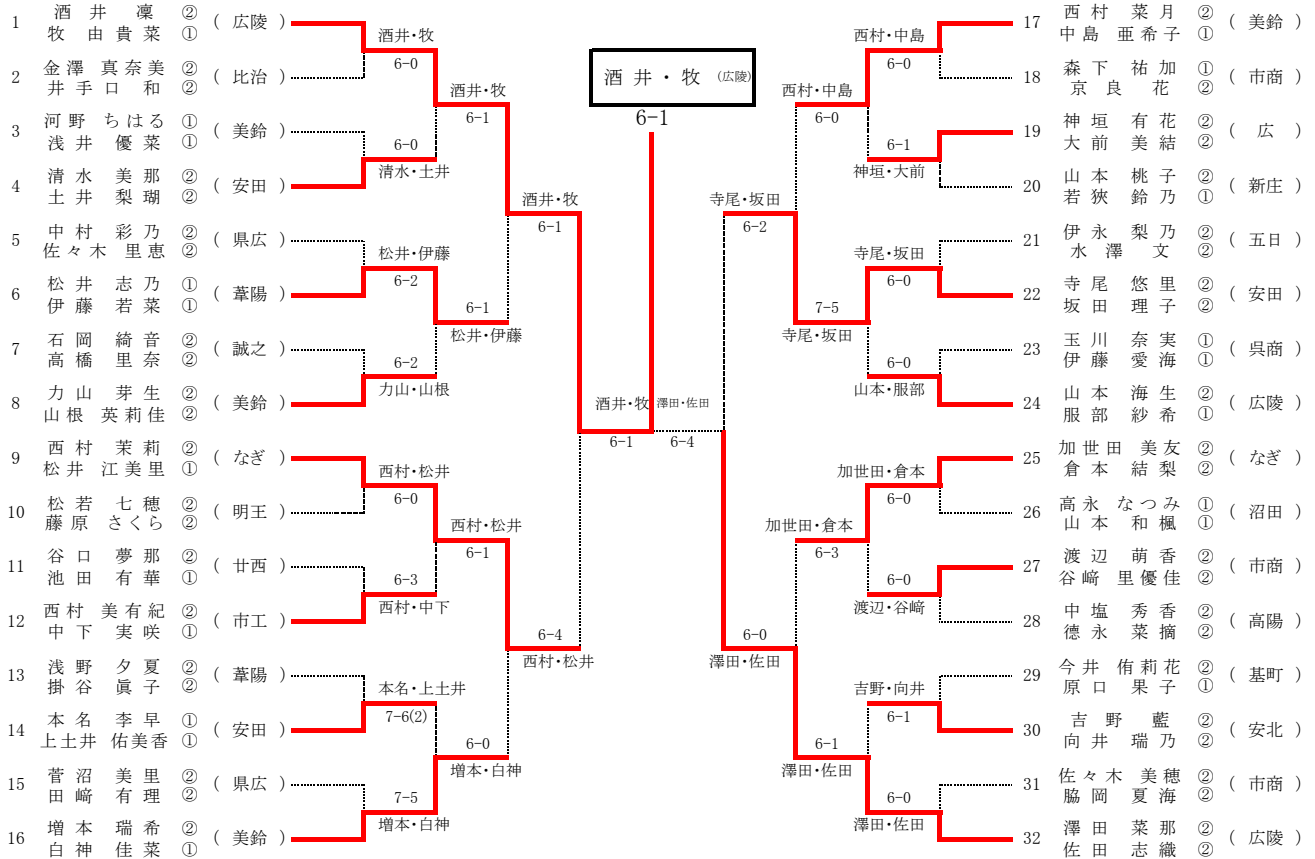 1 酒井 凜 ② ( 広陵 )
牧 由貴菜 ①
2 金澤 真奈美 ② ( 比治 )
井手口 和 ②
3 河野 ちはる ① ( 美鈴 )
浅井 優菜 ①
4 清水 美那 ② ( 安田 )
土井 梨瑚 ②
5 中村 彩乃 ② ( 県広 )
佐々木 里恵 ②
6 松井 志乃 ① ( 葦陽 )
伊藤 若菜 ①
7 石岡 綺音 ② ( 誠之 )
高橋 里奈 ②
8 力山 芽生 ② ( 美鈴 )
山根 英莉佳 ②
9 西村 茉莉 ② ( なぎ )
松井 江美里 ①
10 松若 七穂 ② ( 明王 )
藤原 さくら ②
11 谷口 夢那 ② ( 廿西 )
池田 有華 ①
12 西村 美有紀 ② ( 市工 )
中下 実咲 ①
13 浅野 夕夏 ② ( 葦陽 )
掛谷 眞子 ②
14 本名 李早 ① ( 安田 )
上土井 佑美香 ①
15 菅沼 美里 ② ( 県広 )
田﨑 有理 ②
16 増本 瑞希 ② ( 美鈴 )
白神 佳菜 ①
酒井・牧
6-0
6-0
清水・土井
松井・伊藤
6-2
6-2
力山・山根
西村・松井
6-0
6-3
西村・中下
本名・上土井
7-6(2)
7-5
増本・白神
酒井・牧
6-1
6-1
松井・伊藤
西村・松井
6-1
6-0
増本・白神
酒井・牧
6-1
6-4
西村・松井
酒井・牧
6-1
酒井・牧 (広陵)
6-1
澤田・佐田
6-4
寺尾・坂田
6-2
6-0
澤田・佐田
西村・中島
6-0
7-5
寺尾・坂田
加世田・倉本
6-3
6-1
澤田・佐田
西村・中島
6-0
6-1
神垣・大前
寺尾・坂田
6-0
6-0
山本・服部
加世田・倉本
6-0
6-0
渡辺・谷﨑
吉野・向井
6-1
6-0
澤田・佐田
17 西村 菜月 ② ( 美鈴 )
中島 亜希子 ①
18 森下 祐加 ① ( 市商 )
京良 花 ②
19 神垣 有花 ② ( 広 )
大前 美結 ②
20 山本 桃子 ② ( 新庄 )
若狹 鈴乃 ①
21 伊永 梨乃 ② ( 五日 )
水澤 文 ②
22 寺尾 悠里 ② ( 安田 )
坂田 理子 ②
23 玉川 奈実 ① ( 呉商 )
伊藤 愛海 ①
24 山本 海生 ② ( 広陵 )
服部 紗希 ①
25 加世田 美友 ② ( なぎ )
倉本 結梨 ②
26 高永 なつみ ① ( 沼田 )
山本 和楓 ①
27 渡辺 萌香 ② ( 市商 )
谷﨑 里優佳 ②
28 中塩 秀香 ② ( 高陽 )
德永 菜摘 ②
29 今井 侑莉花 ② ( 基町 )
原口 果子 ①
30 吉野 藍 ② ( 安北 )
向井 瑞乃 ②
31 佐々木 美穂 ② ( 市商 )
脇岡 夏海 ②
32 澤田 菜那 ② ( 広陵 )
佐田 志織 ②